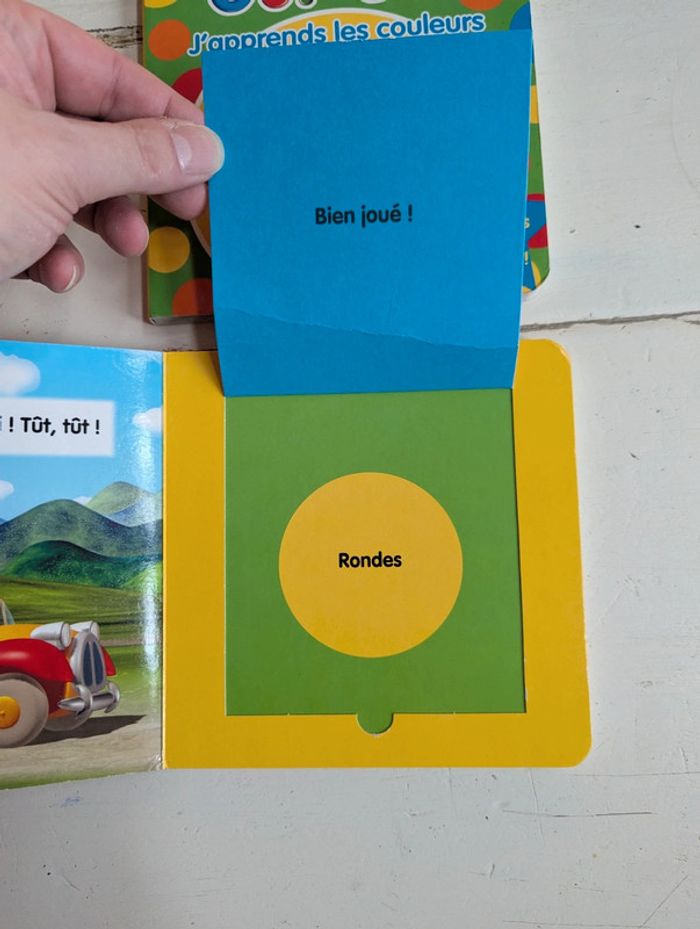 J'apprends les couleurs
Bien joué !
! Tût, tût !
Rondes